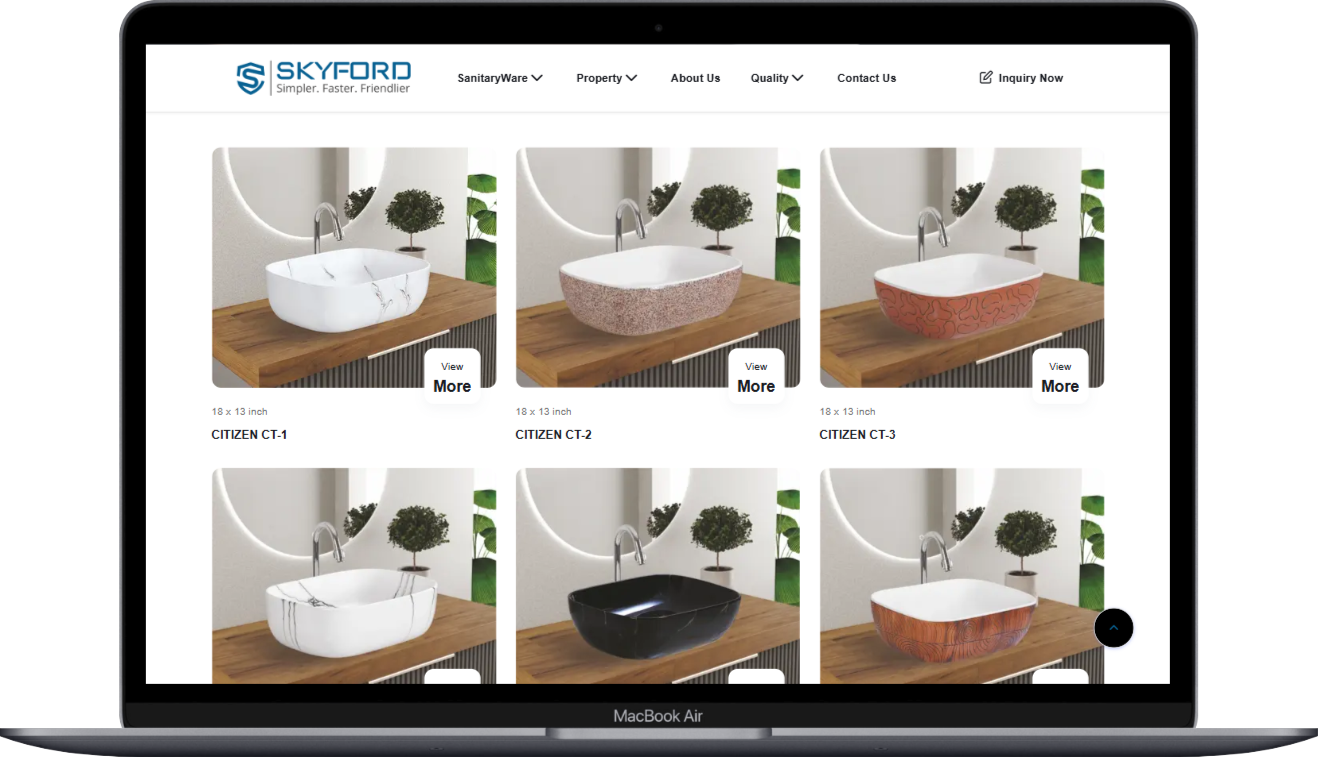 SKYFORD
Simpler. Faster. Friendlier
SanitaryWare
Property
About Us
Quality
Contact Us
Inquiry Now
View
More
View
More
View
More
18 x 13 inch
18 x 13 inch
18 x 13 inch
CITIZEN CT-1
CITIZEN CT-2
CITIZEN CT-3
MacBook Air